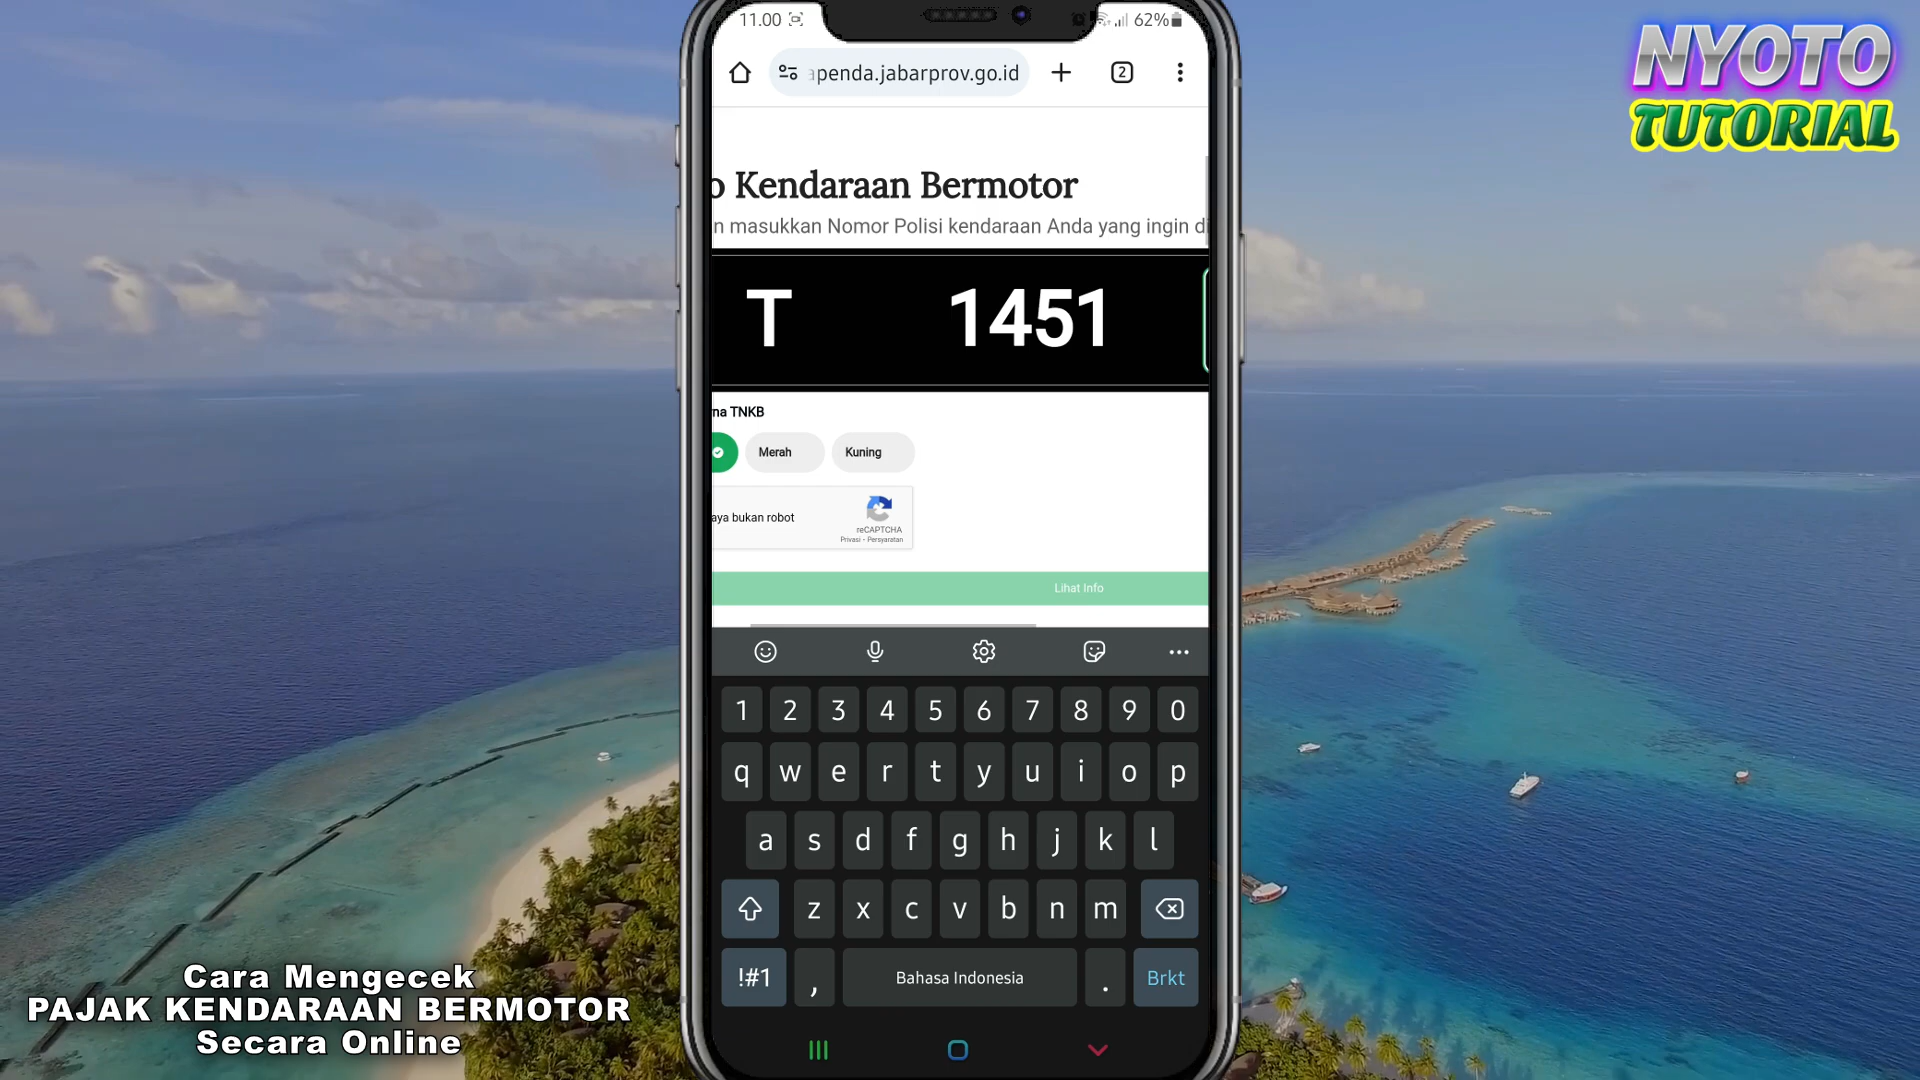 11.00
62%
NYOTO
TUTORIAL
apenda.jabarprov.go.id
2
o Kendaraan Bermotor
n masukkan Nomor Polisi kendaraan Anda yang ingin di
T 1451
na TNKB
Merah
Kuning
aya bukan robot
reCAPTCHA
Privasi - Persyaratan
Lihat Info
1 2 3 4 5 6 7 8 9 0
q w e r t y u i o p
a s d f g h j k l
z x c v b n m
!#1 , Bahasa Indonesia . Brkt
Cara Mengecek
PAJAK KENDARAAN BERMOTOR
Secara Online